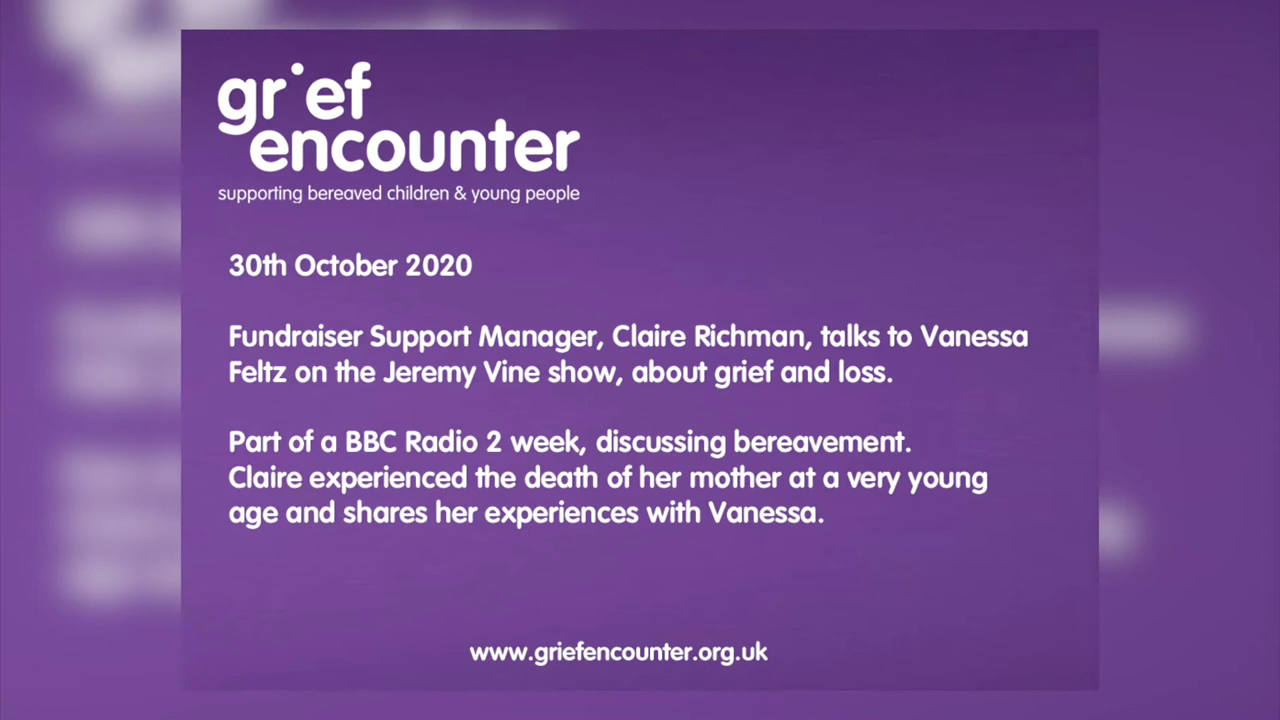 grief
encounter
supporting bereaved children & young people
30th October 2020
Fundraiser Support Manager, Claire Richman, talks to Vanessa
Feltz on the Jeremy Vine show, about grief and loss.
Part of a BBC Radio 2 week, discussing bereavement.
Claire experienced the death of her mother at a very young
age and shares her experiences with Vanessa.
www.griefencounter.org.uk